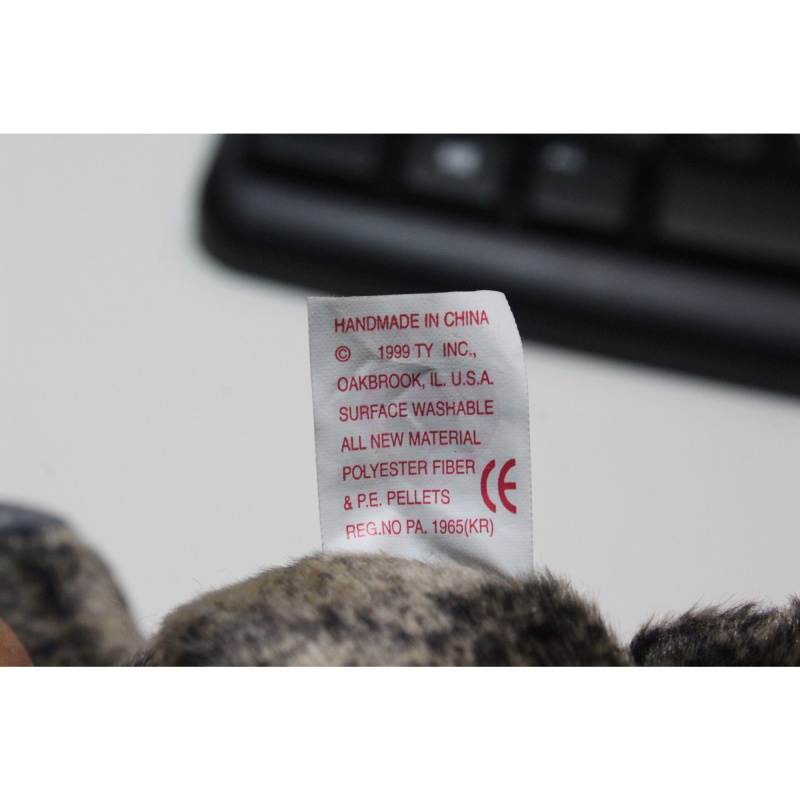 HANDMADE IN CHINA
© 1999 TY INC.,
OAKBROOK, IL. U.S.A.
SURFACE WASHABLE
ALL NEW MATERIAL
POLYESTER FIBER
& P.E. PELLETS CE
REG.NO PA. 1965(KR)